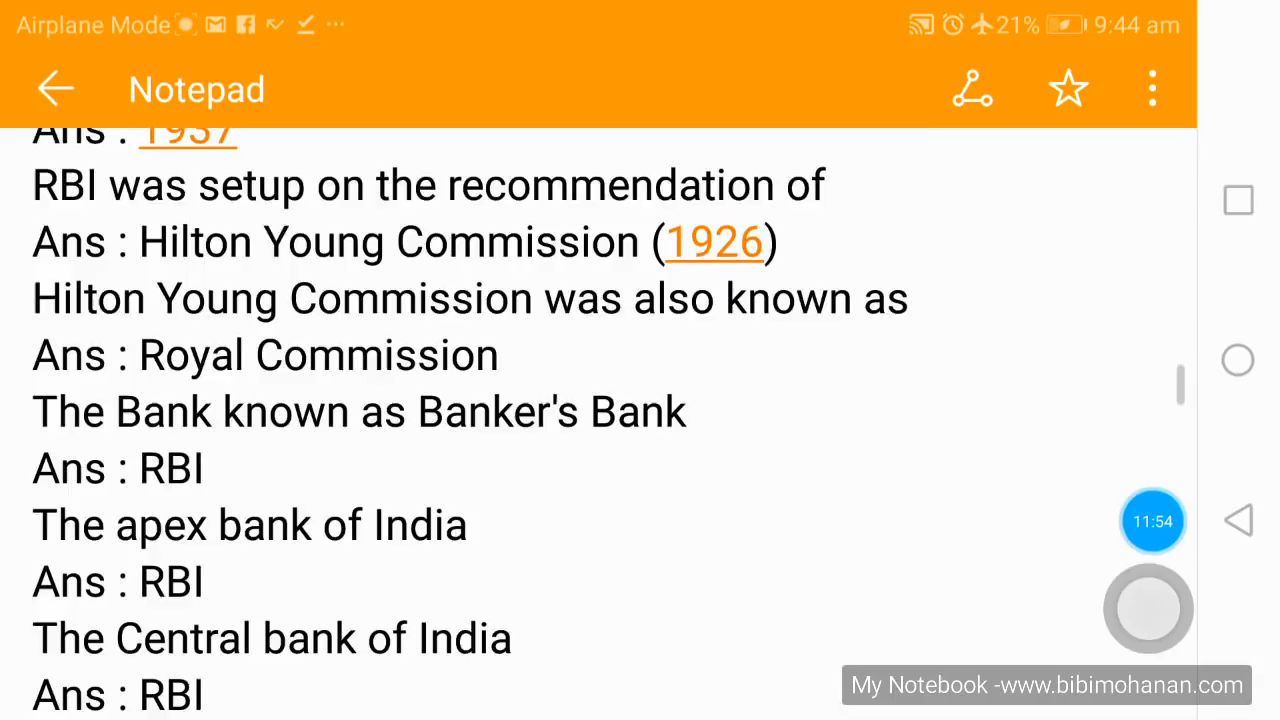 Airplane Mode ... 21% 9:44 am
Notepad
Ans : 1937
RBI was setup on the recommendation of
Ans : Hilton Young Commission (1926)
Hilton Young Commission was also known as
Ans : Royal Commission
The Bank known as Banker's Bank
Ans : RBI
The apex bank of India
Ans : RBI
The Central bank of India
Ans : RBI
11:54
My Notebook -www.bibimohanan.com